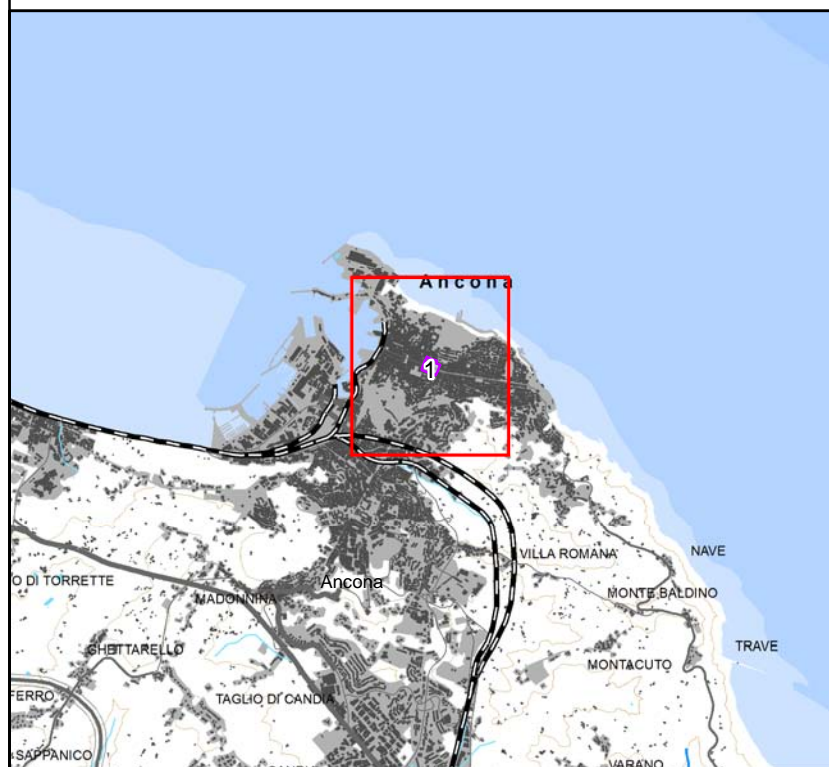 Ancona
1
VILLA ROMANA
NAVE
O DI TORRETTE
Ancona
MADONNINA
MONTE BALDINO
GHETTARELLO
TRAVE
MONTACUTO
FERRO
TAGLIO DI CANDIA
SAPPANICO
VARANO